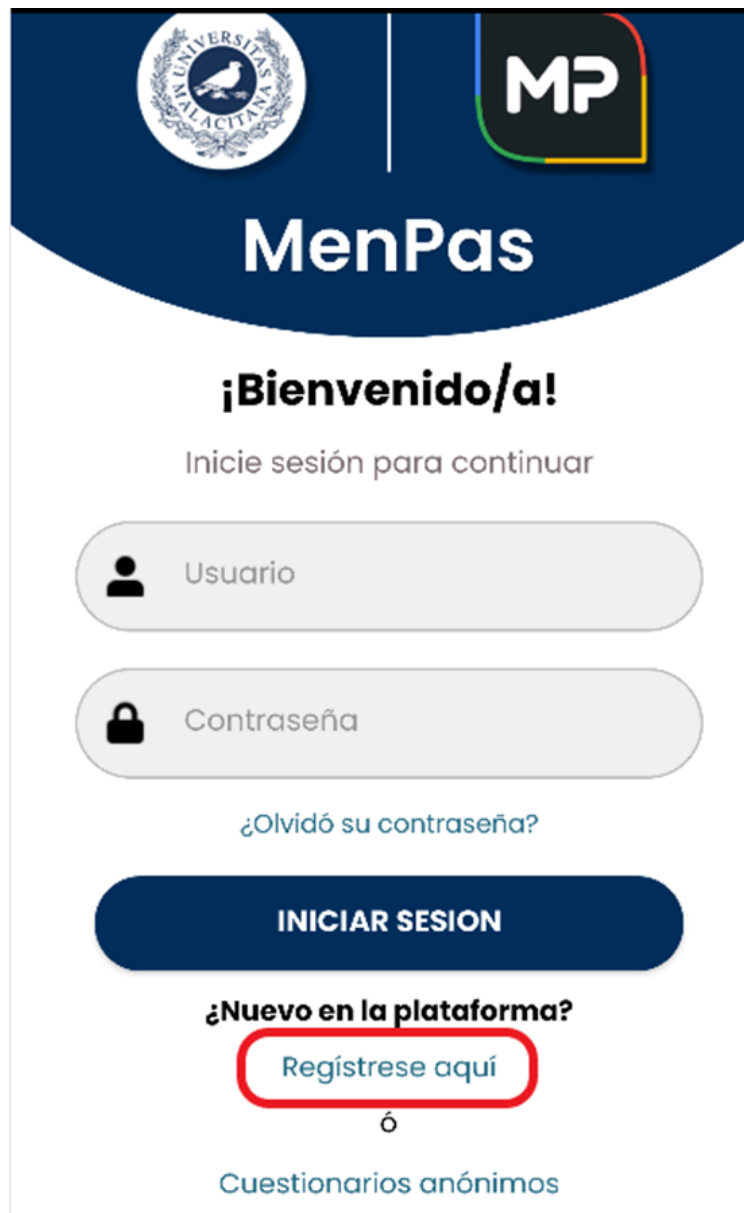 UNIVERSITAS
MALACITANA
MP
MenPas
¡Bienvenido/a!
Inicie sesión para continuar
Usuario
Contraseña
¿Olvidó su contraseña?
INICIAR SESION
¿Nuevo en la plataforma?
Regístrese aquí
ó
Cuestionarios anónimos